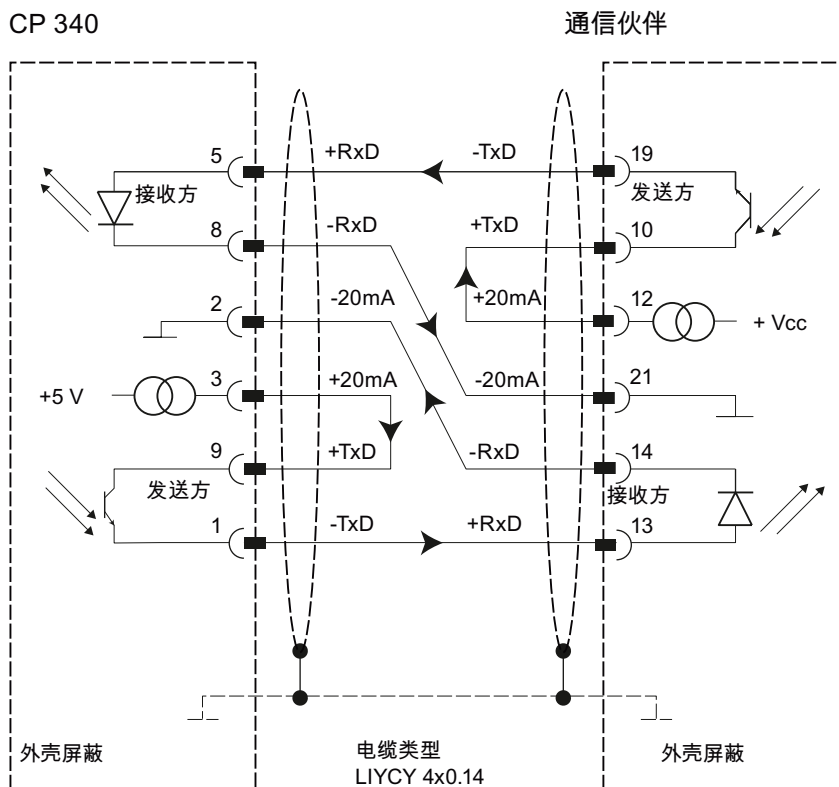 CP 340
通信伙伴
5
+RxD
-TxD
19
接收方
发送方
8
-RxD
+TxD
10
2
-20mA
+20mA
12
+ Vcc
+5 V
3
+20mA
-20mA
21
9
+TxD
-RxD
14
发送方
接收方
1
-TxD
+RxD
13
外壳屏蔽
电缆类型
LIYCY 4x0.14
外壳屏蔽